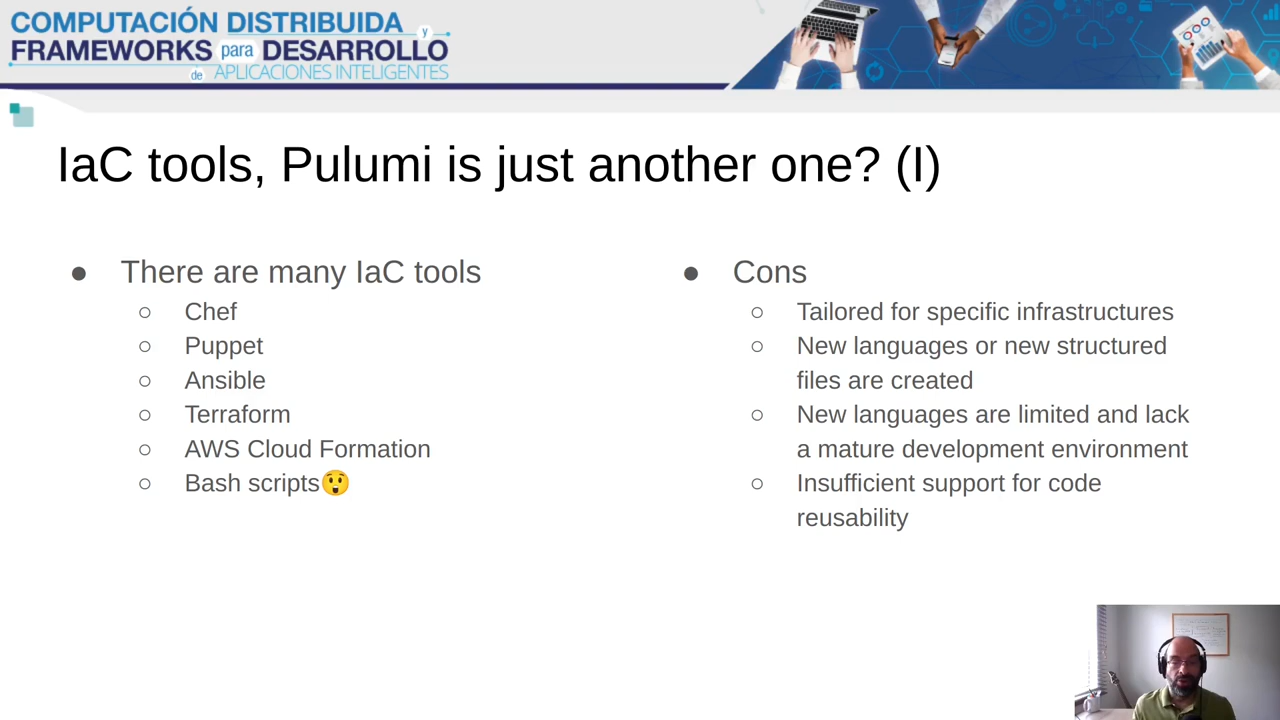 COMPUTACIÓN DISTRIBUIDA y
FRAMEWORKS para DESARROLLO
de APLICACIONES INTELIGENTES
IaC tools, Pulumi is just another one? (I)
● There are many IaC tools
○ Chef
○ Puppet
○ Ansible
○ Terraform
○ AWS Cloud Formation
○ Bash scripts😲
● Cons
○ Tailored for specific infrastructures
○ New languages or new structured
files are created
○ New languages are limited and lack
a mature development environment
○ Insufficient support for code
reusability